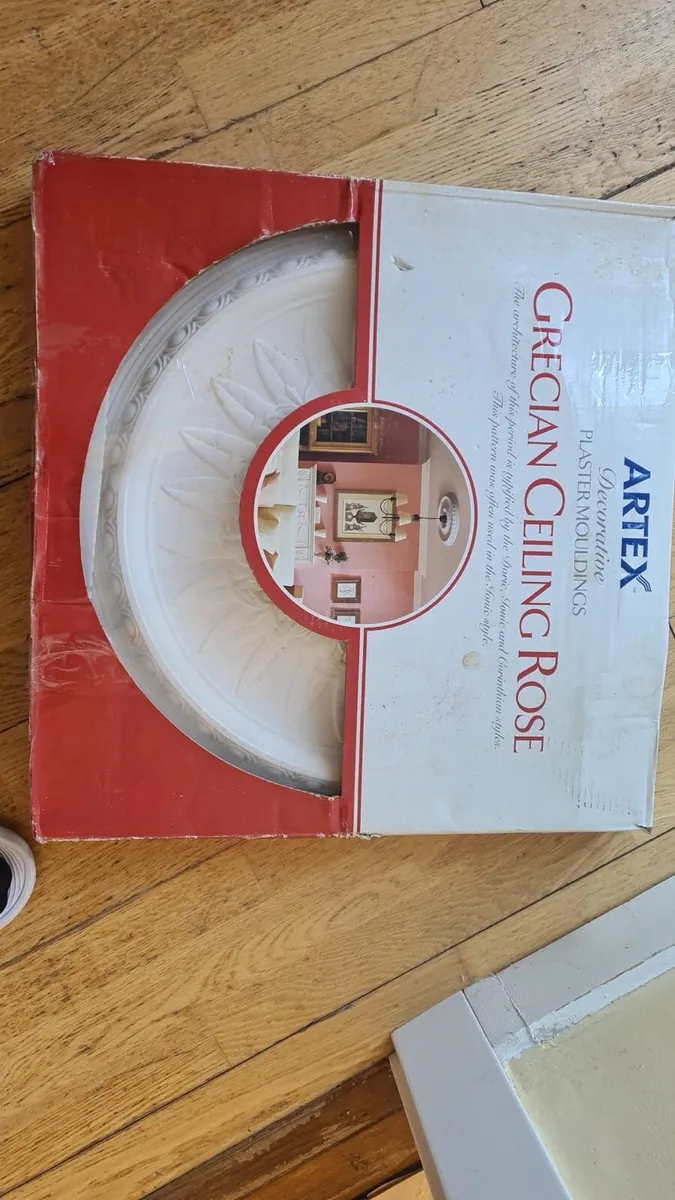 ARTEX
Decorative
PLASTER MOULDINGS
GRECIAN CEILING ROSE
The architecture of this period is typified by the Doric, Ionic and Corinthian styles.
This pattern was often used in the Ionic style.